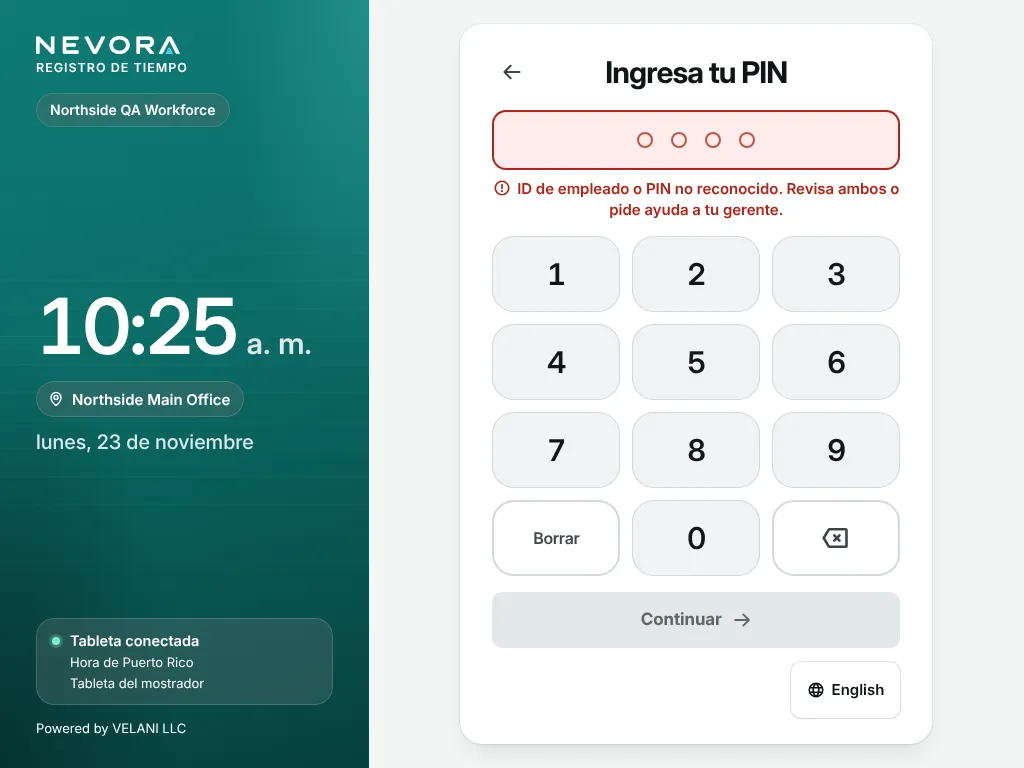 NEVORA
REGISTRO DE TIEMPO
Northside QA Workforce
10:25 a. m.
Northside Main Office
lunes, 23 de noviembre
Tableta conectada
Hora de Puerto Rico
Tableta del mostrador
Powered by VELANI LLC
Ingresa tu PIN
ID de empleado o PIN no reconocido. Revisa ambos o
pide ayuda a tu gerente.
1 2 3
4 5 6
7 8 9
Borrar 0
Continuar
English